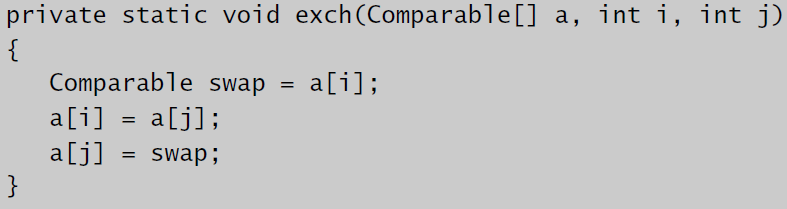 private static void exch(Comparable[] a, int i, int j)
{
   Comparable swap = a[i];
   a[i] = a[j];
   a[j] = swap;
}